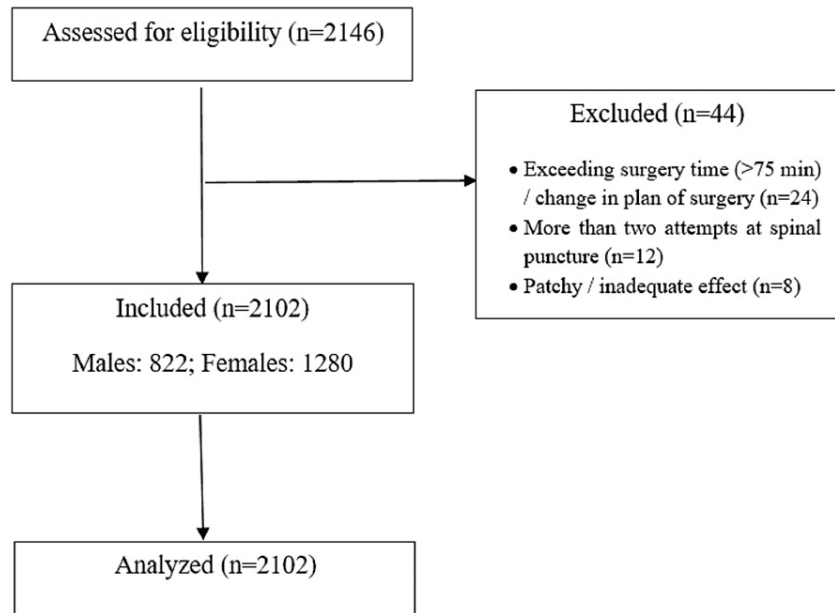 Assessed for eligibility (n=2146)
Excluded (n=44)
• Exceeding surgery time (>75 min)
/ change in plan of surgery (n=24)
• More than two attempts at spinal
puncture (n=12)
• Patchy / inadequate effect (n=8)
Included (n=2102)
Males: 822; Females: 1280
Analyzed (n=2102)